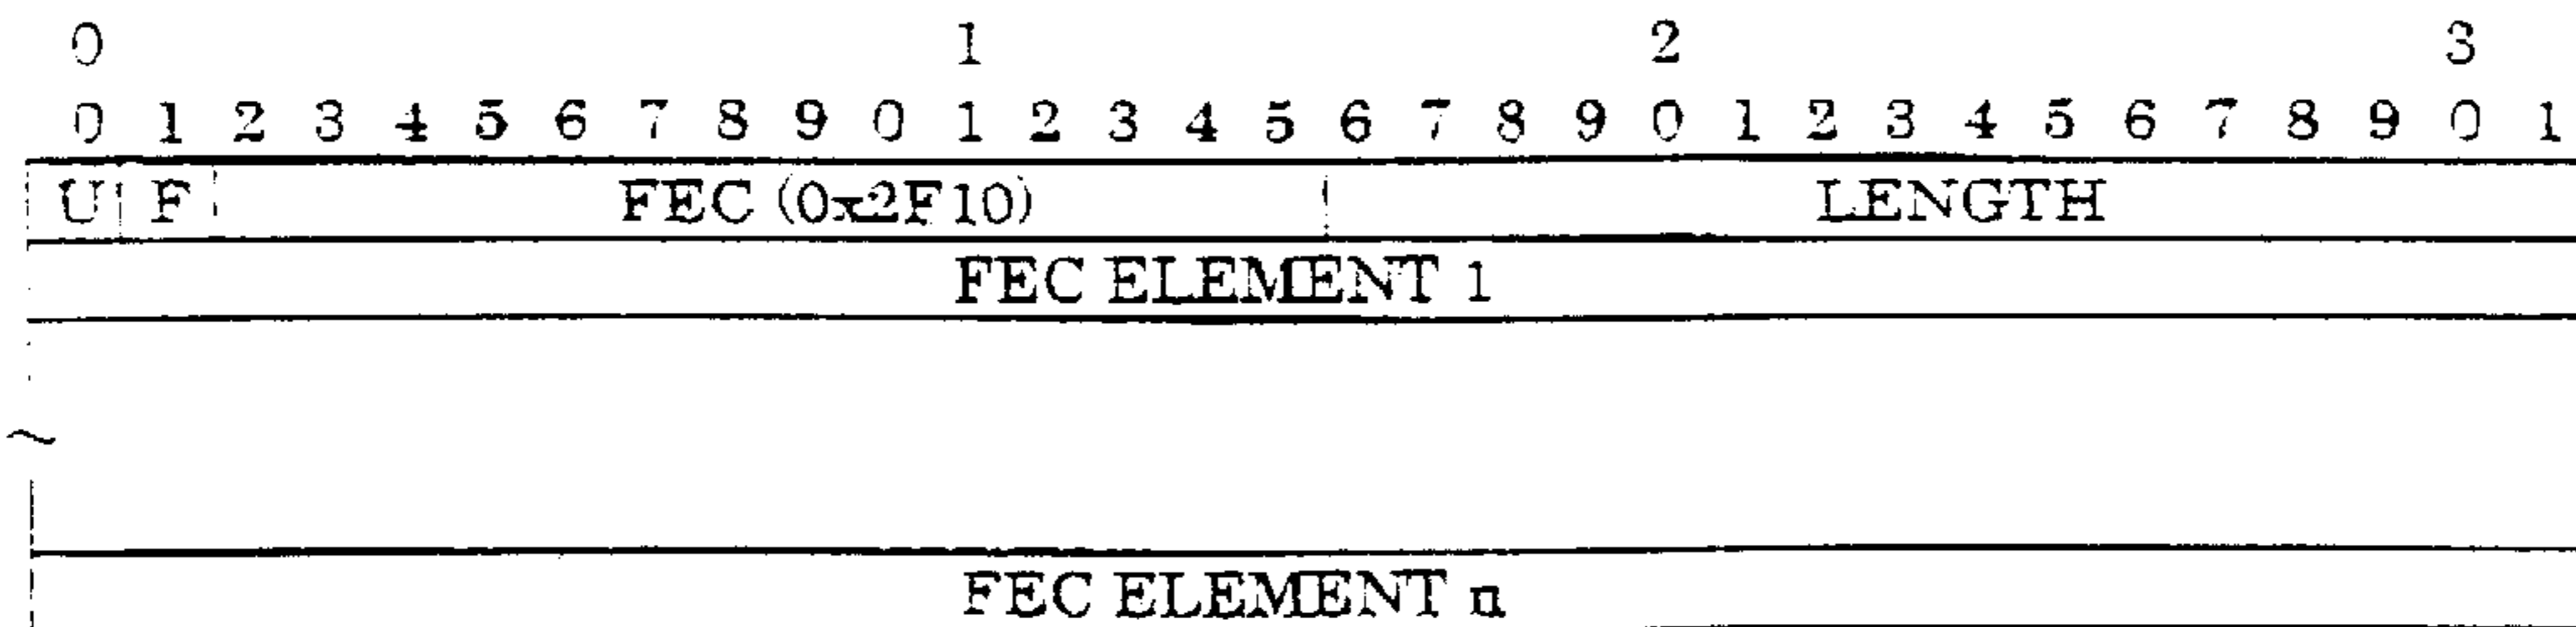 0 1 2 3
0 1 2 3 4 5 6 7 8 9 0 1 2 3 4 5 6 7 8 9 0 1 2 3 4 5 6 7 8 9 0 1
U F FEC (0x2F10) LENGTH
FEC ELEMENT 1
~
FEC ELEMENT n